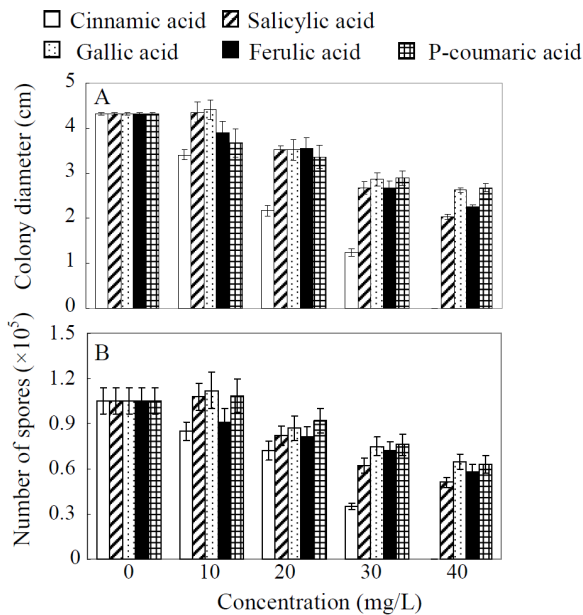 Cinnamic acid Salicylic acid
Gallic acid Ferulic acid P-coumaric acid
A
Colony diameter (cm)
5
4
3
2
1
0
B
Number of spores (×10⁵)
1.5
1.2
0.9
0.6
0.3
0
0 10 20 30 40
Concentration (mg/L)